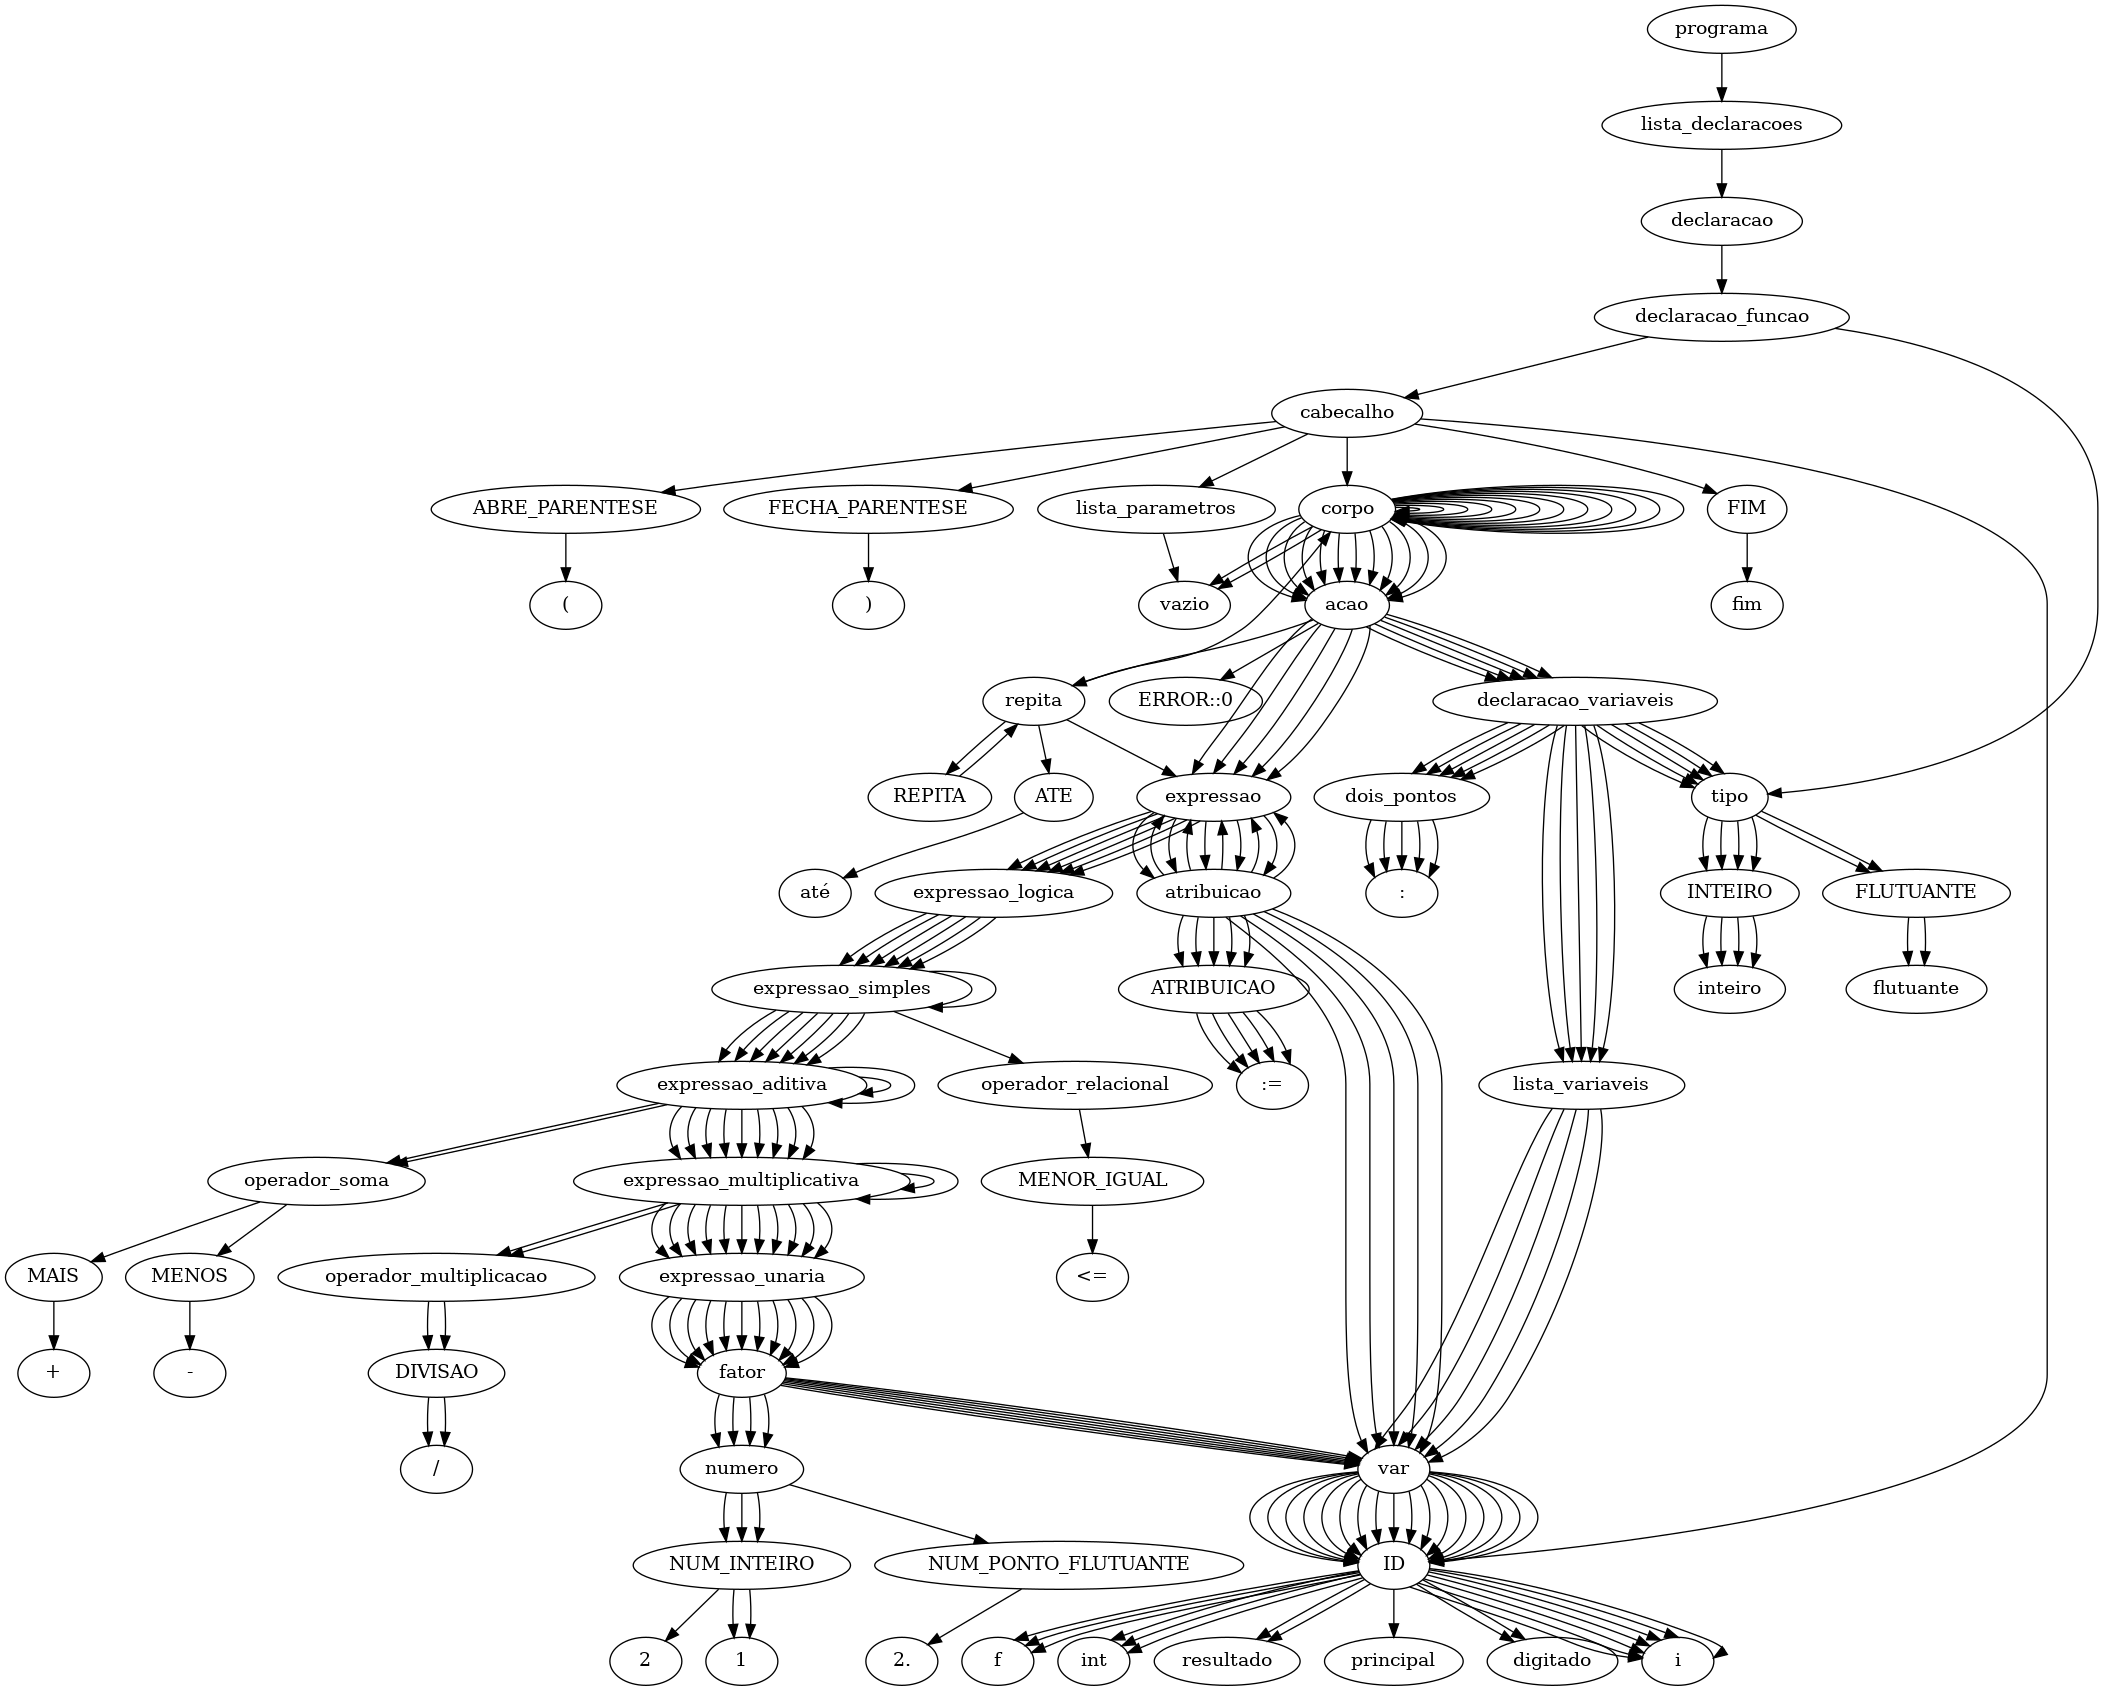 programa
lista_declaracoes
declaracao
declaracao_funcao
cabecalho
ABRE_PARENTESE FECHA_PARENTESE lista_parametros corpo FIM
( ) vazio acao fim
repita ERROR::0 declaracao_variaveis
REPITA ATE expressao dois_pontos tipo
até expressao_logica atribuicao : INTEIRO FLUTUANTE
expressao_simples ATRIBUICAO inteiro flutuante
expressao_aditiva operador_relacional := lista_variaveis
operador_soma expressao_multiplicativa MENOR_IGUAL
MAIS MENOS operador_multiplicacao expressao_unaria <=
+ - DIVISAO fator
/ numero var
NUM_INTEIRO NUM_PONTO_FLUTUANTE ID
2 1 2. f int resultado principal digitado i